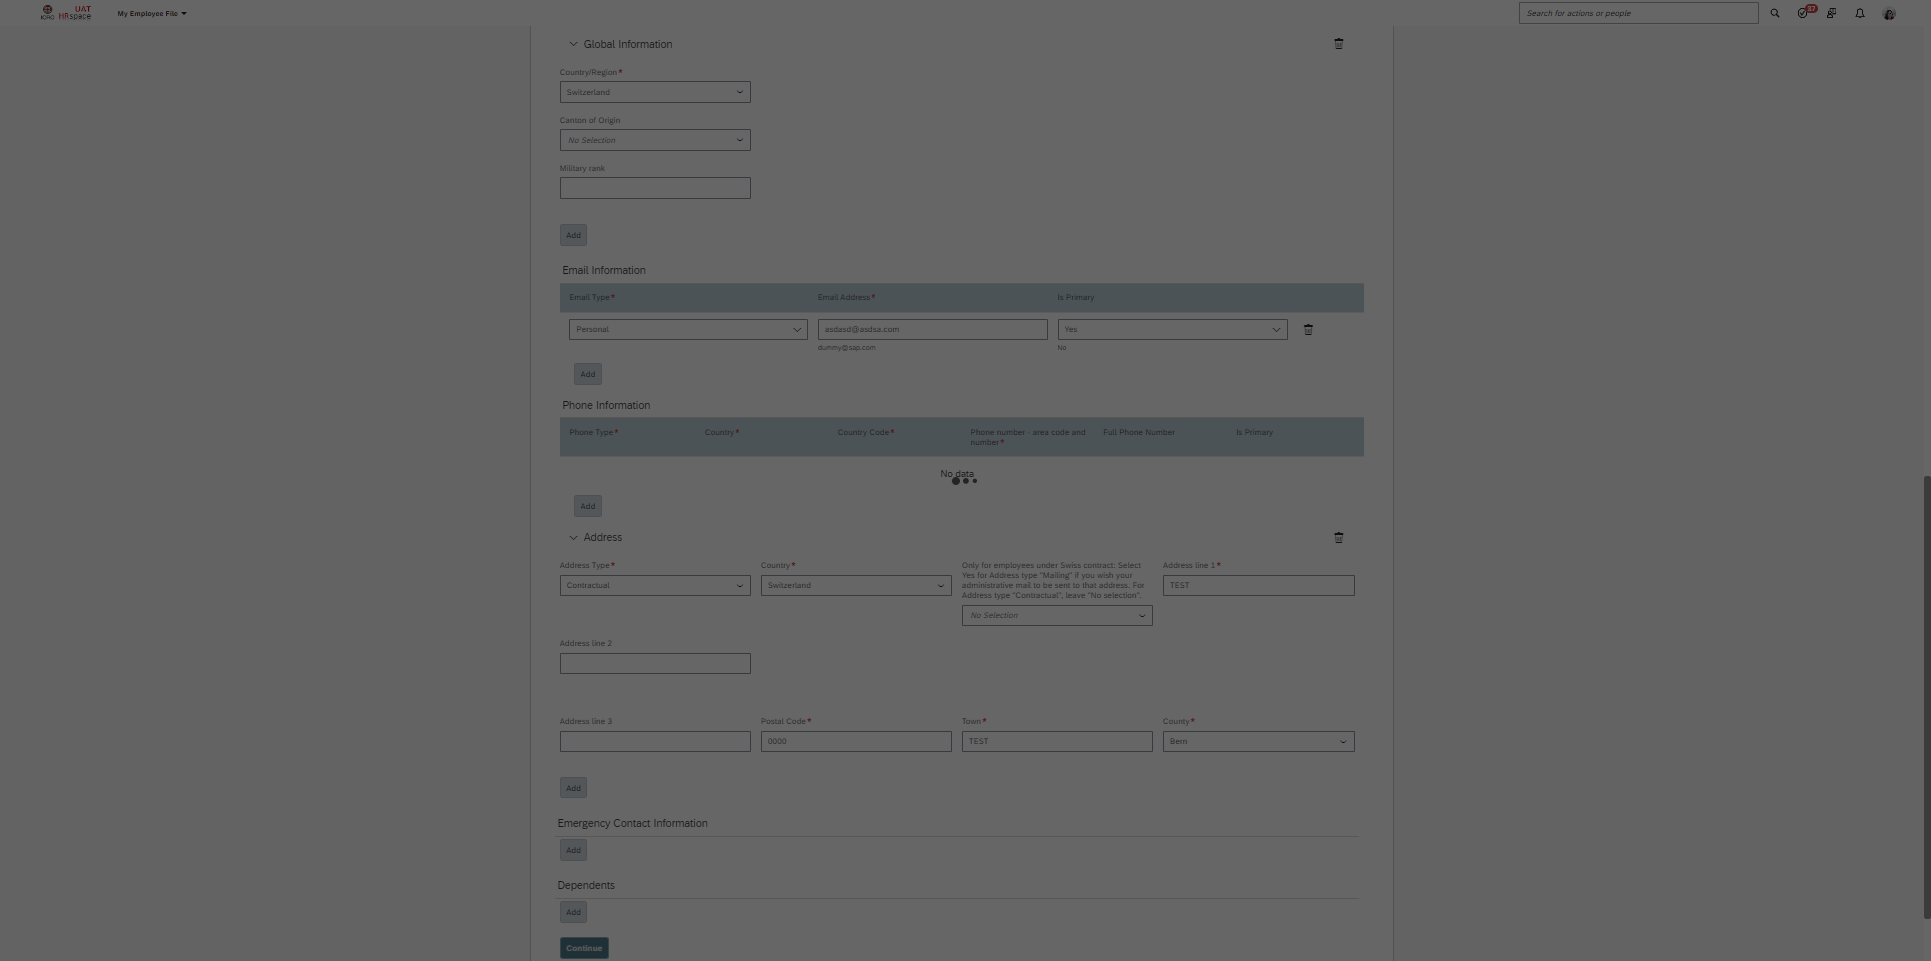 ICRC
UAT
HRspace
My Employee File
Search for actions or people
37
Global Information
Country/Region*
Switzerland
Canton of Origin
No Selection
Military rank
Add
Email Information
Email Type*
Email Address*
Is Primary
Personal
asdasd@asdsa.com
Yes
dummy@sap.com
No
Add
Phone Information
Phone Type*
Country*
Country Code*
Phone number - area code and
number*
Full Phone Number
Is Primary
No data
Add
Address
Address Type*
Contractual
Country*
Switzerland
Only for employees under Swiss contract: Select
Yes for Address type "Mailing" if you wish your
administrative mail to be sent to that address. For
Address type "Contractual", leave "No selection".
No Selection
Address line 1*
TEST
Address line 2
Address line 3
Postal Code*
0000
Town*
TEST
County*
Bern
Add
Emergency Contact Information
Add
Dependents
Add
Continue